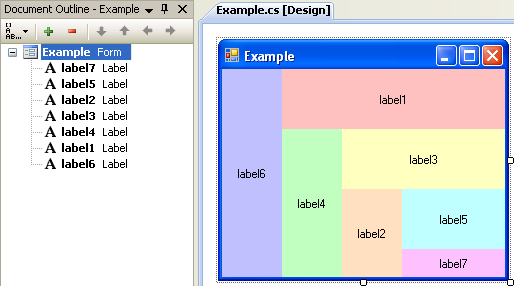 Document Outline - Example
Example Form
label7 Label
label5 Label
label2 Label
label3 Label
label4 Label
label1 Label
label6 Label
Example.cs [Design]
Example
label1
label6
label3
label4
label2
label5
label7